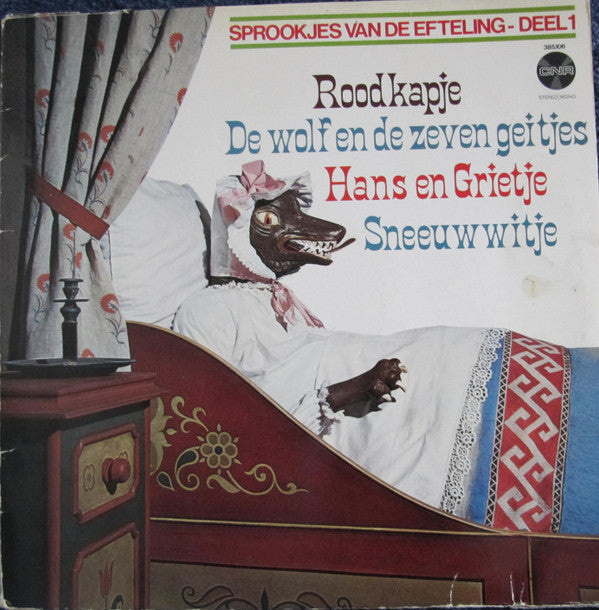 SPROOKJES VAN DE EFTELING - DEEL 1
385.106
CNR
STEREO/MONO
Roodkapje
De wolf en de zeven geitjes
Hans en Grietje
Sneeuwwitje